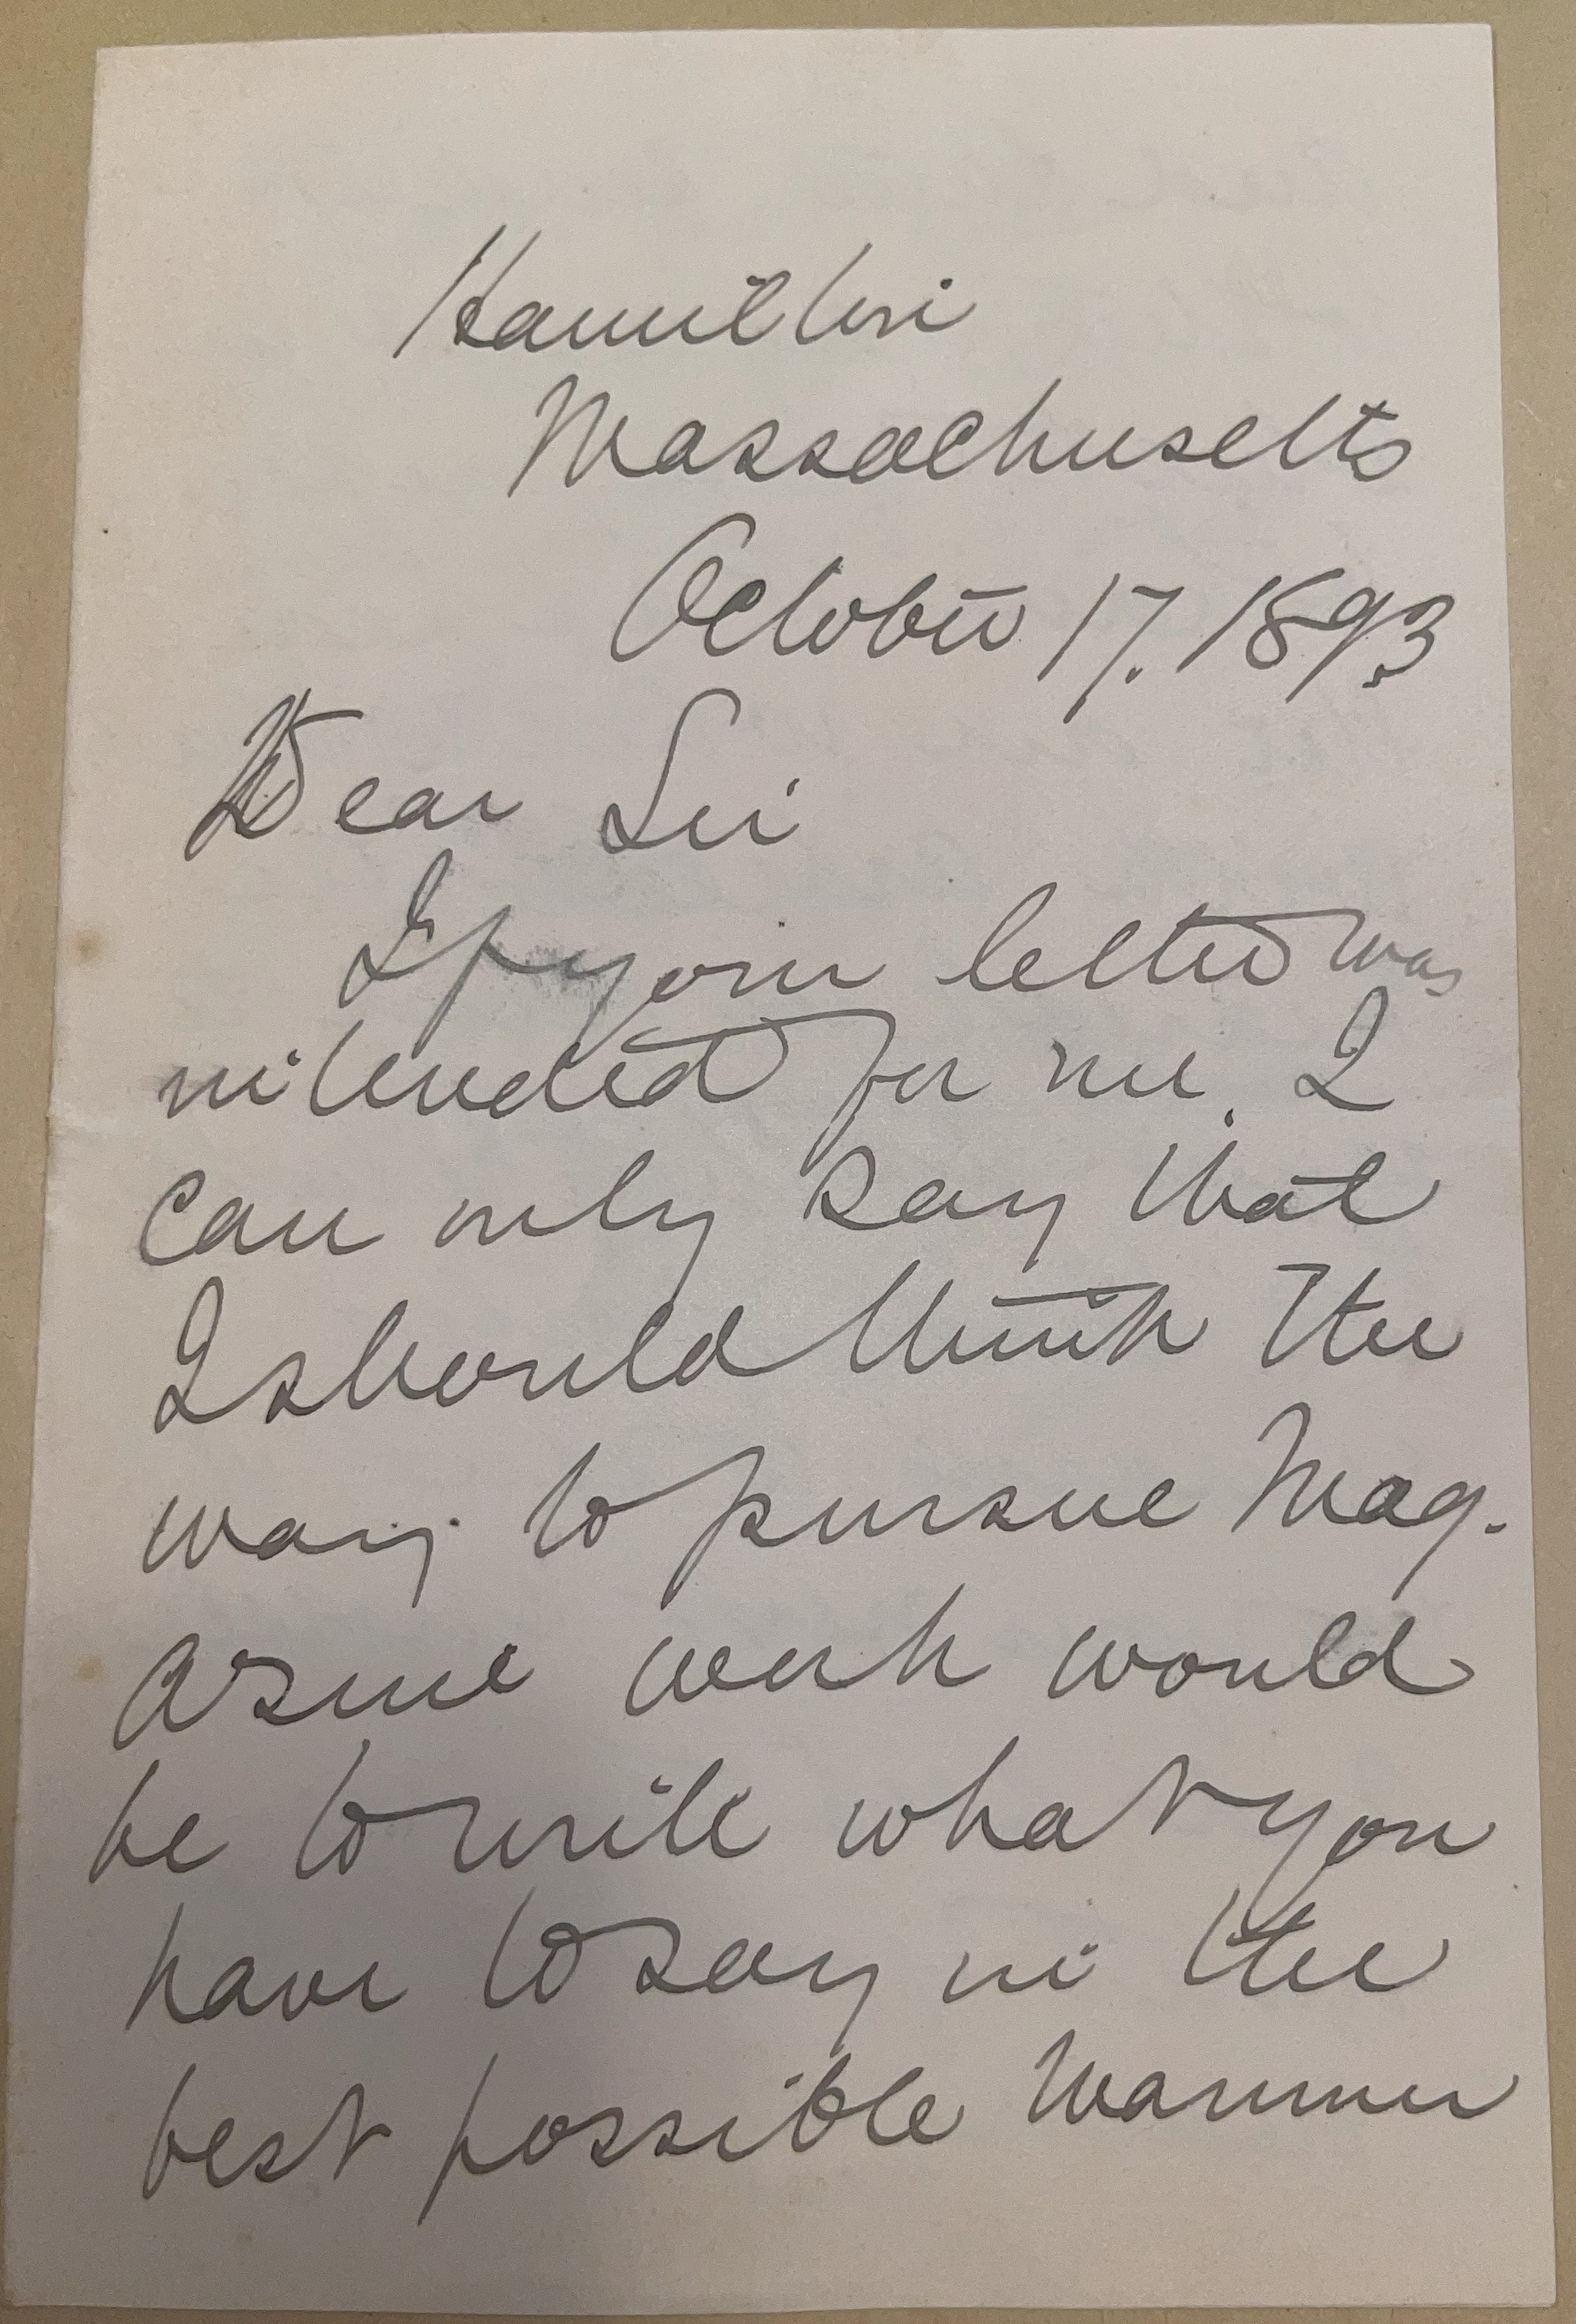 Hamilton
Massachusetts
October 17. 1893
Dear Sir
If your letter was
intended for me, I
can only say that
I should think the
way to pursue Mag-
azine work would
be to write what you
have to say in the
best possible manner